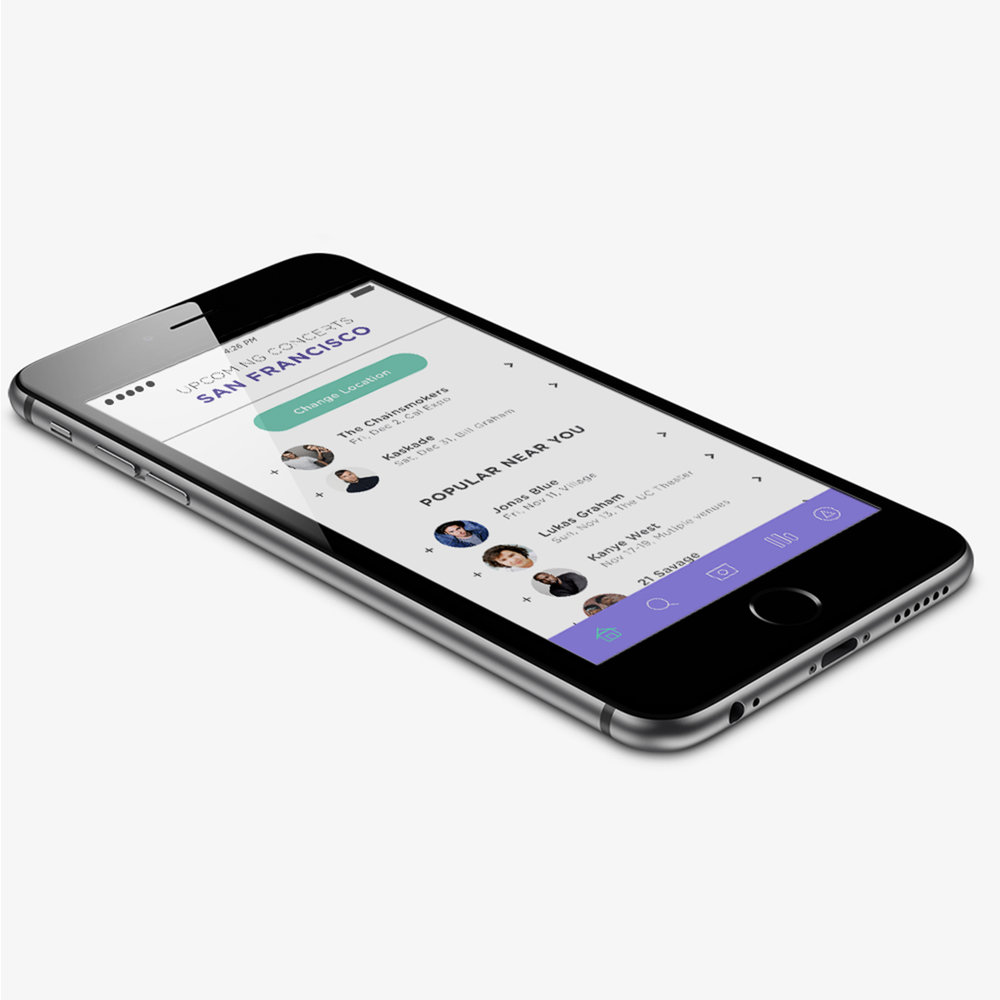 4:26 PM
UPCOMING CONCERTS
SAN FRANCISCO
Change Location
The Chainsmokers
Fri, Dec 2, Cal Expo
Kaskade
Sat, Dec 31, Bill Graham
POPULAR NEAR YOU
Jonas Blue
Fri, Nov 11, Village
Lukas Graham
Sun, Nov 13, The UC Theater
Kanye West
Nov 17-19, Mutliple venues
21 Savage